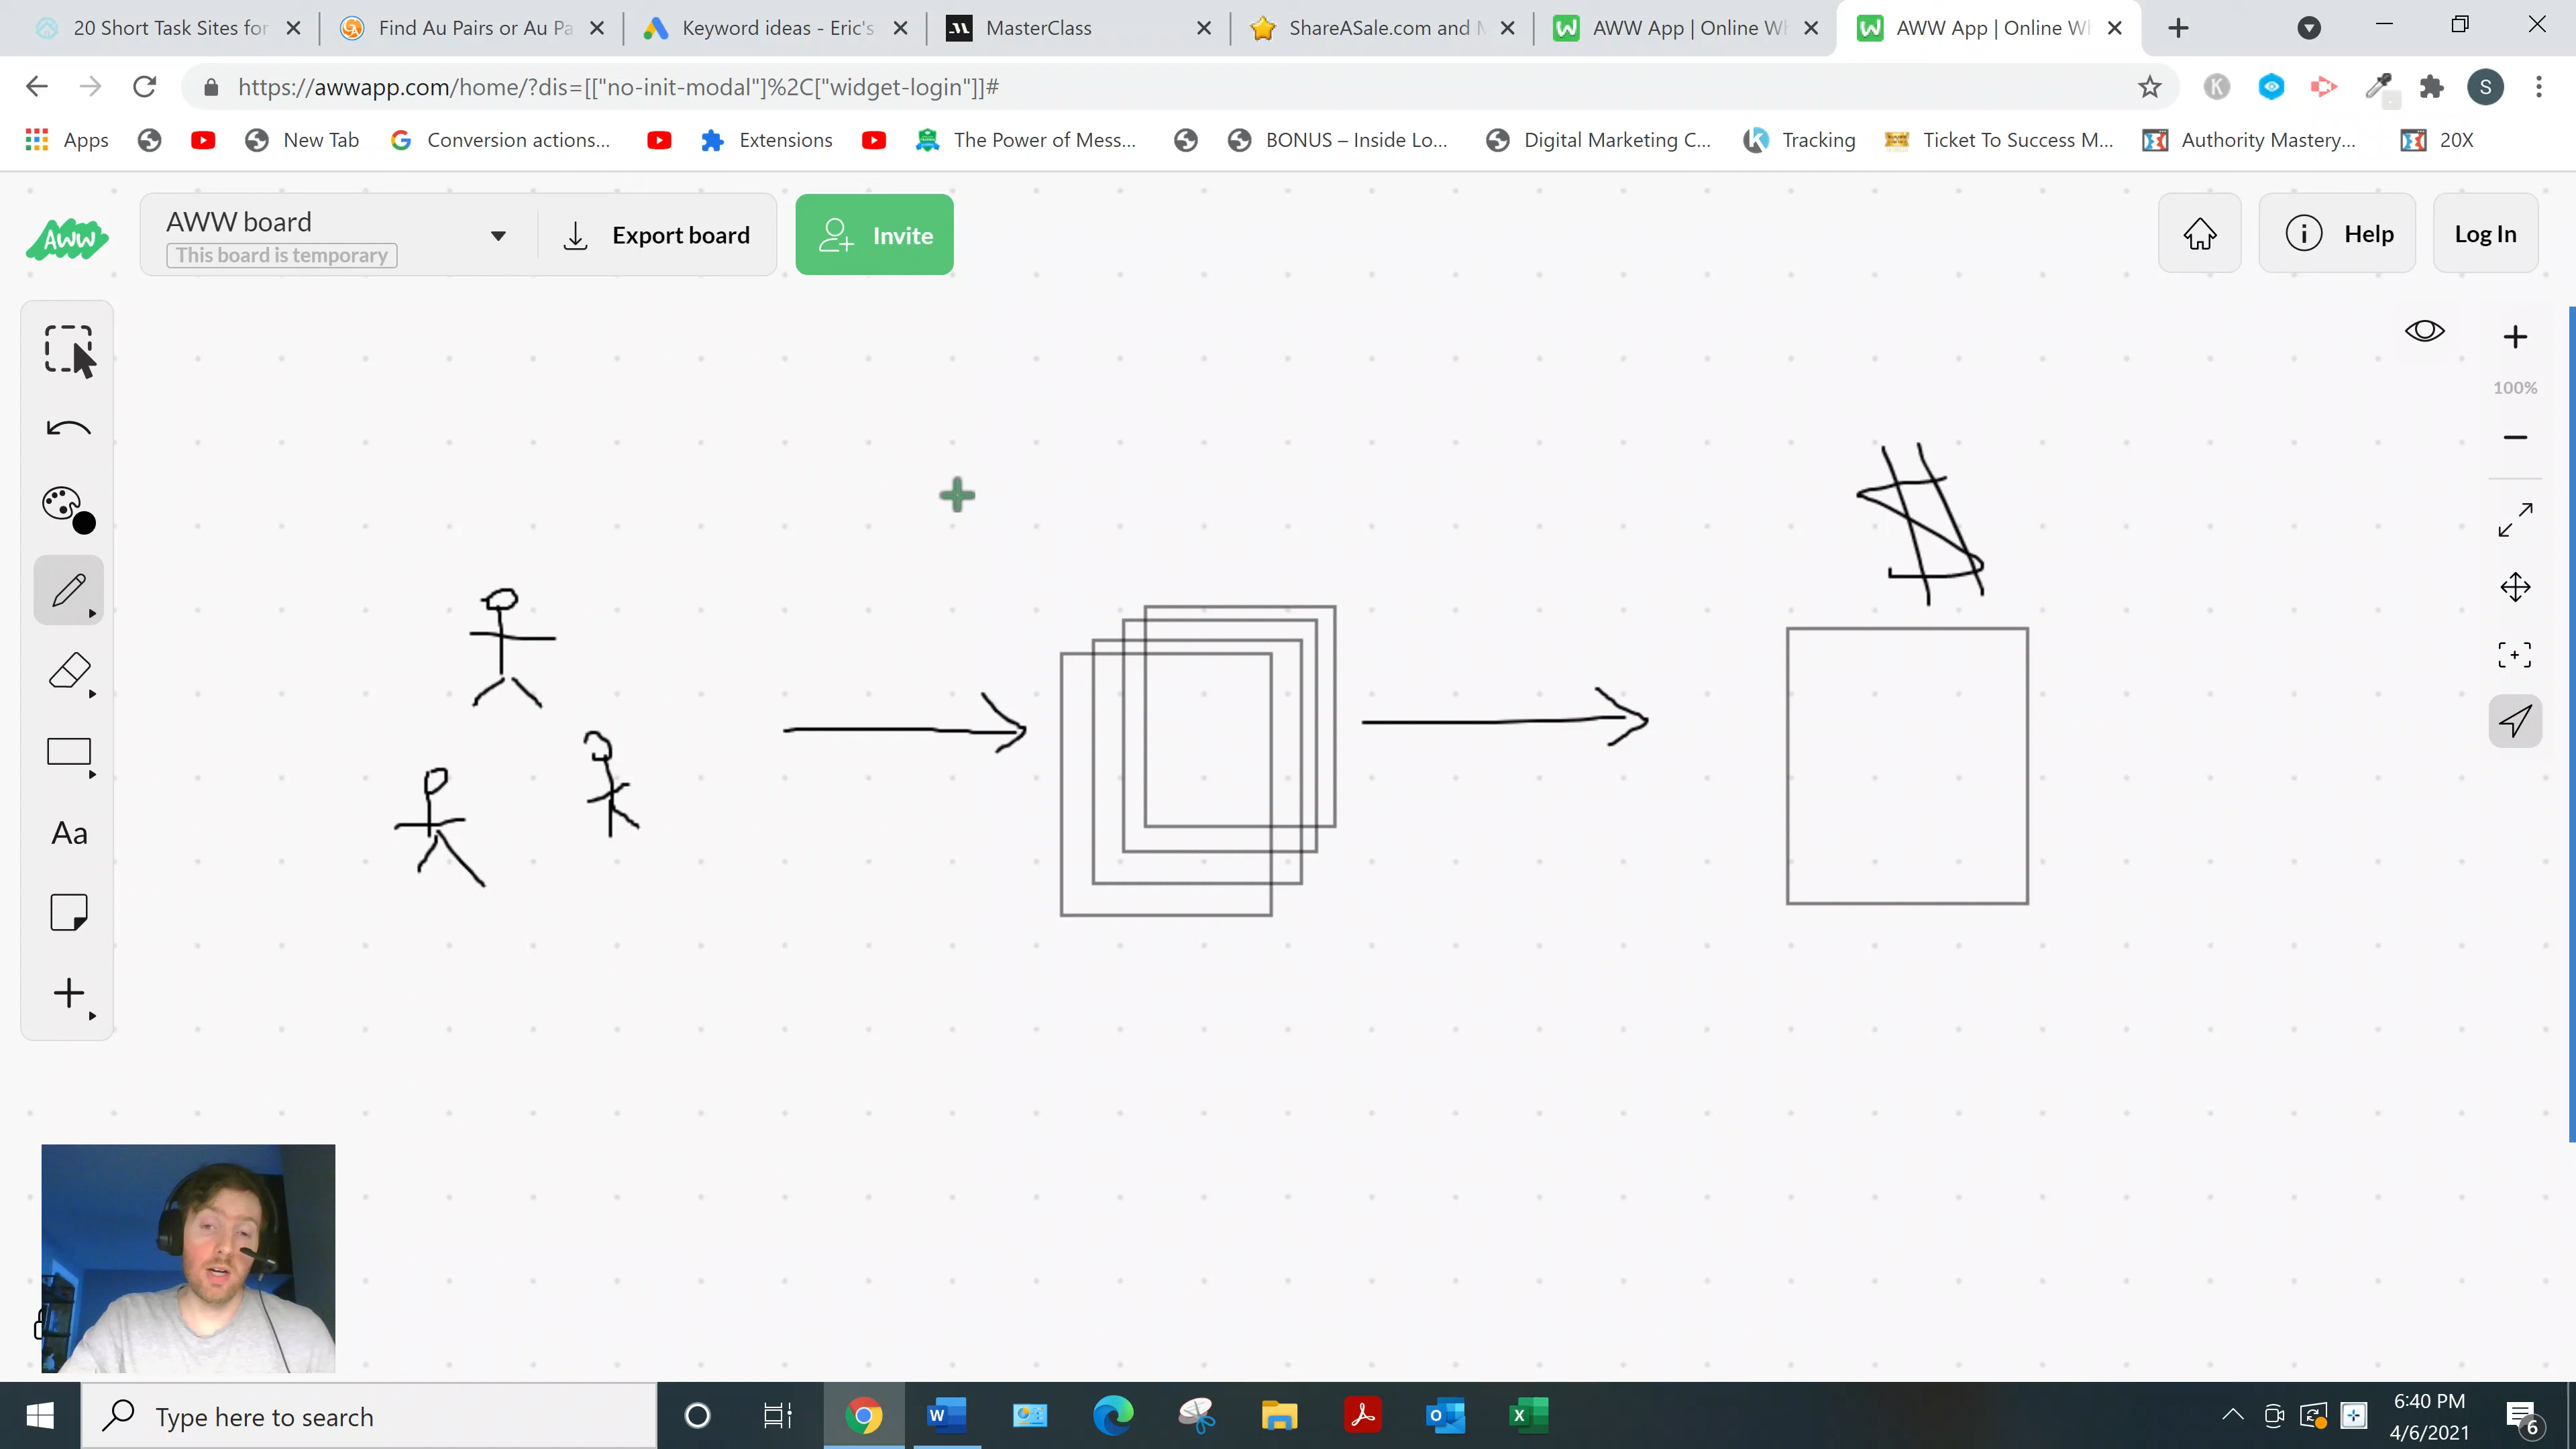 20 Short Task Sites for
Find Au Pairs or Au Pa
Keyword ideas - Eric's
MasterClass
ShareASale.com and M
AWW App | Online Wh
AWW App | Online Wh
https://awwapp.com/home/?dis=[["no-init-modal"]%2C["widget-login"]]#
K
S
Apps
New Tab
Conversion actions...
Extensions
The Power of Mess...
BONUS – Inside Lo...
Digital Marketing C...
Tracking
Ticket To Success M...
Authority Mastery...
20X
AWW
AWW board
This board is temporary
Export board
Invite
Help
Log In
100%
$
Aa
Type here to search
6:40 PM
4/6/2021
6